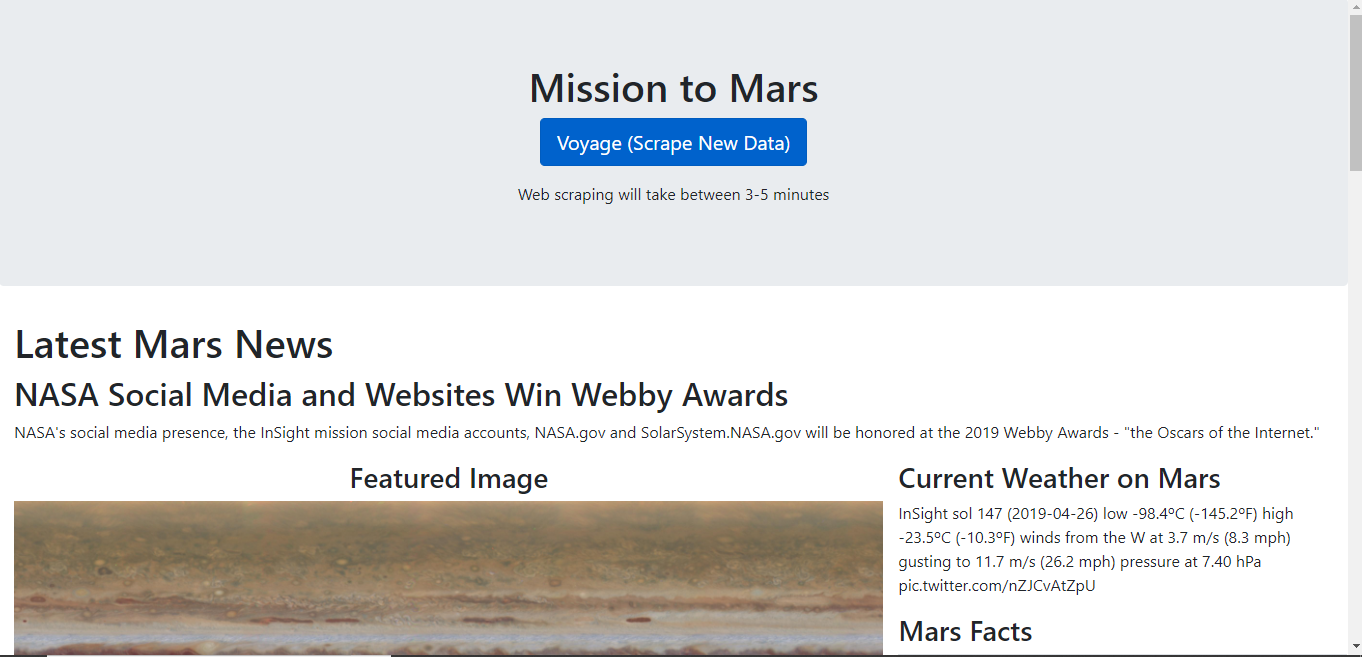 Mission to Mars
Voyage (Scrape New Data)
Web scraping will take between 3-5 minutes
Latest Mars News
NASA Social Media and Websites Win Webby Awards
NASA's social media presence, the InSight mission social media accounts, NASA.gov and SolarSystem.NASA.gov will be honored at the 2019 Webby Awards - "the Oscars of the Internet."
Featured Image
Current Weather on Mars
InSight sol 147 (2019-04-26) low -98.4ºC (-145.2ºF) high
-23.5ºC (-10.3ºF) winds from the W at 3.7 m/s (8.3 mph)
gusting to 11.7 m/s (26.2 mph) pressure at 7.40 hPa
pic.twitter.com/nZJCvAtZpU
Mars Facts